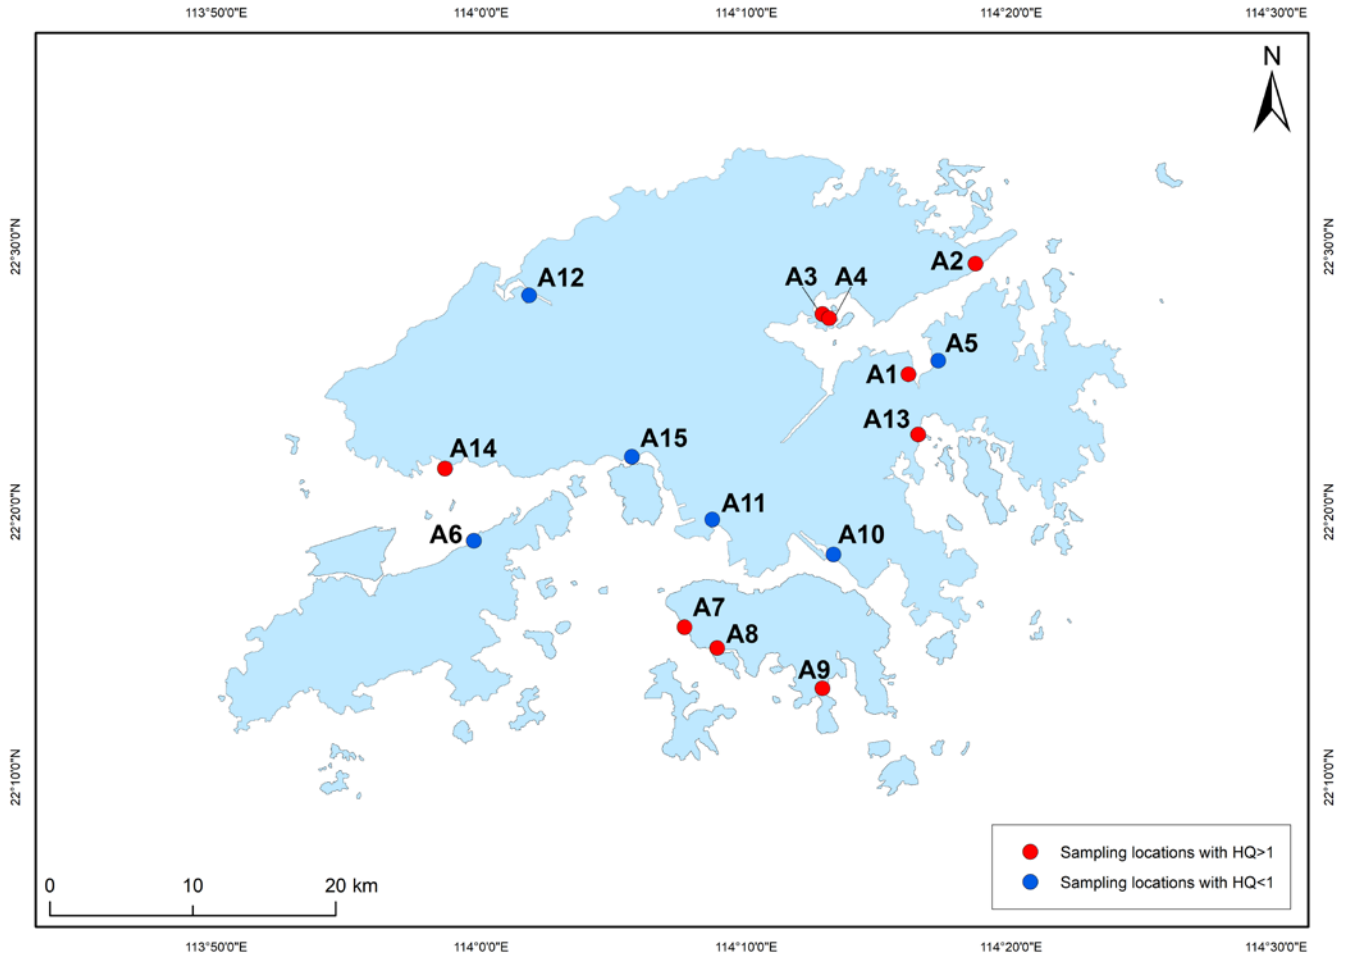 113°50'0"E 114°0'0"E 114°10'0"E 114°20'0"E 114°30'0"E
N
22°30'0"N 22°30'0"N
A2
A3 A4
A12
A5
A1
A13
A15
A14
22°20'0"N 22°20'0"N
A11
A6 A10
A7
A8
A9
22°10'0"N 22°10'0"N
Sampling locations with HQ>1
Sampling locations with HQ<1
0 10 20 km
113°50'0"E 114°0'0"E 114°10'0"E 114°20'0"E 114°30'0"E